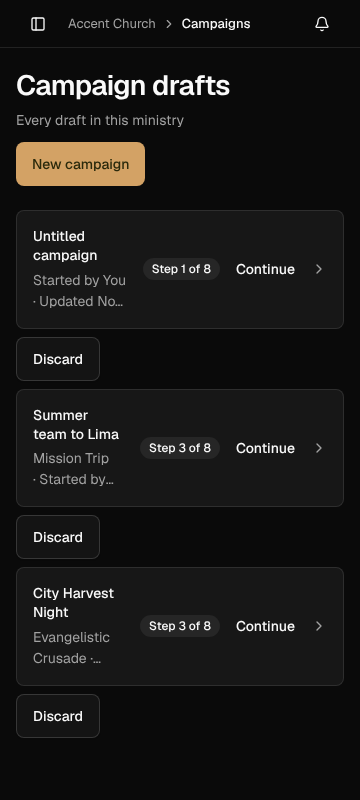 Accent Church > Campaigns
Campaign drafts
Every draft in this ministry
New campaign
Untitled
campaign
Started by You
· Updated No...
Step 1 of 8
Continue
Discard
Summer
team to Lima
Mission Trip
· Started by...
Step 3 of 8
Continue
Discard
City Harvest
Night
Evangelistic
Crusade ·...
Step 3 of 8
Continue
Discard